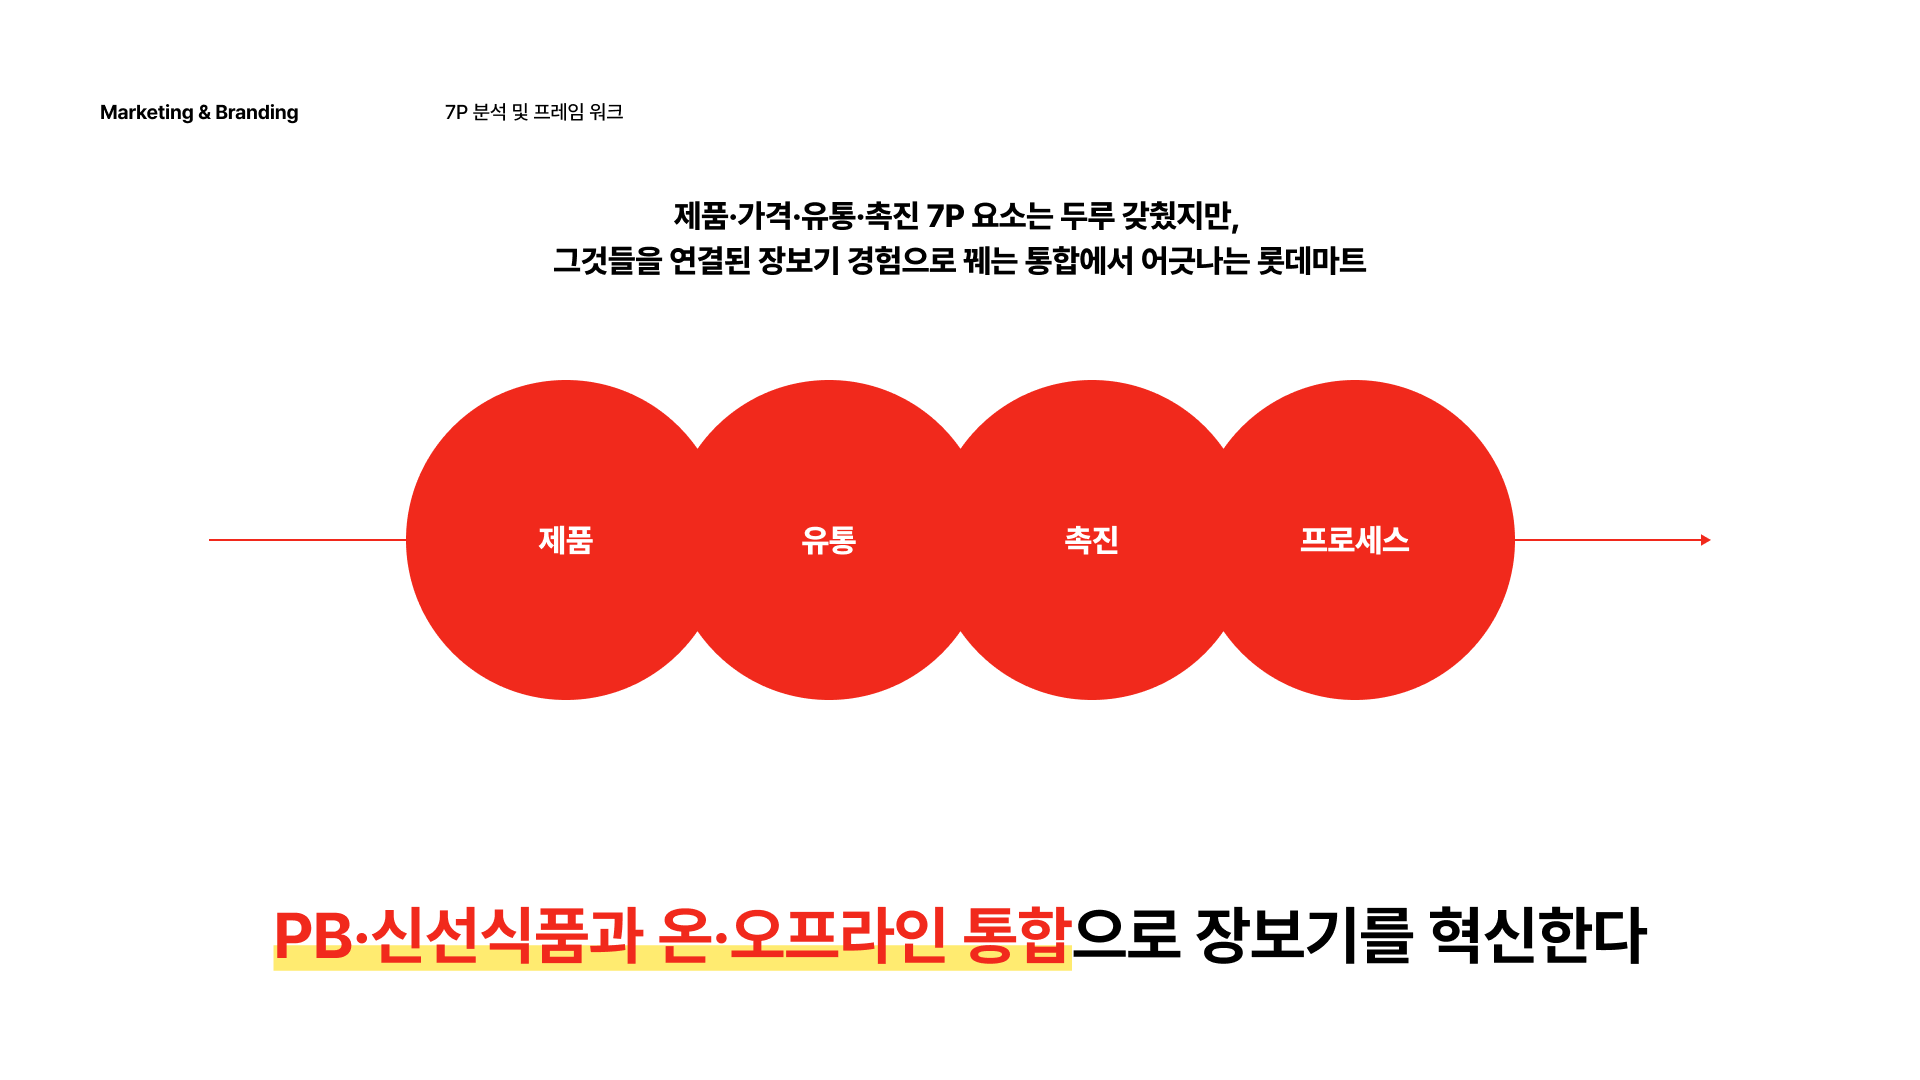 Marketing & Branding
7P 분석 및 프레임 워크
제품·가격·유통·촉진 7P 요소는 두루 갖췄지만,
그것들을 연결된 장보기 경험으로 꿰는 통합에서 어긋나는 롯데마트
제품
유통
촉진
프로세스
PB·신선식품과 온·오프라인 통합으로 장보기를 혁신한다